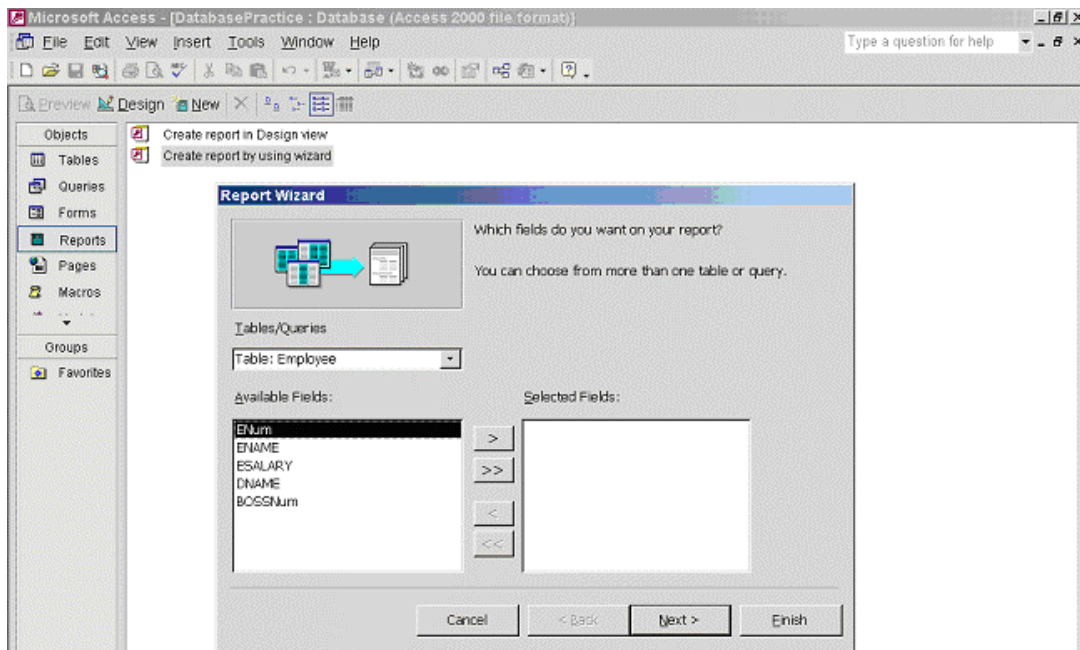 Microsoft Access - [DatabasePractice : Database (Access 2000 file format)]
File Edit View Insert Tools Window Help
Type a question for help
Preview Design New
Objects
Create report in Design view
Tables
Create report by using wizard
Queries
Forms
Reports
Pages
Macros
Groups
Favorites
Report Wizard
Which fields do you want on your report?
You can choose from more than one table or query.
Tables/Queries
Table: Employee
Available Fields:
Selected Fields:
ENum
ENAME
ESALARY
DNAME
BOSSNum
>
>>
<
<<
Cancel
< Back
Next >
Finish